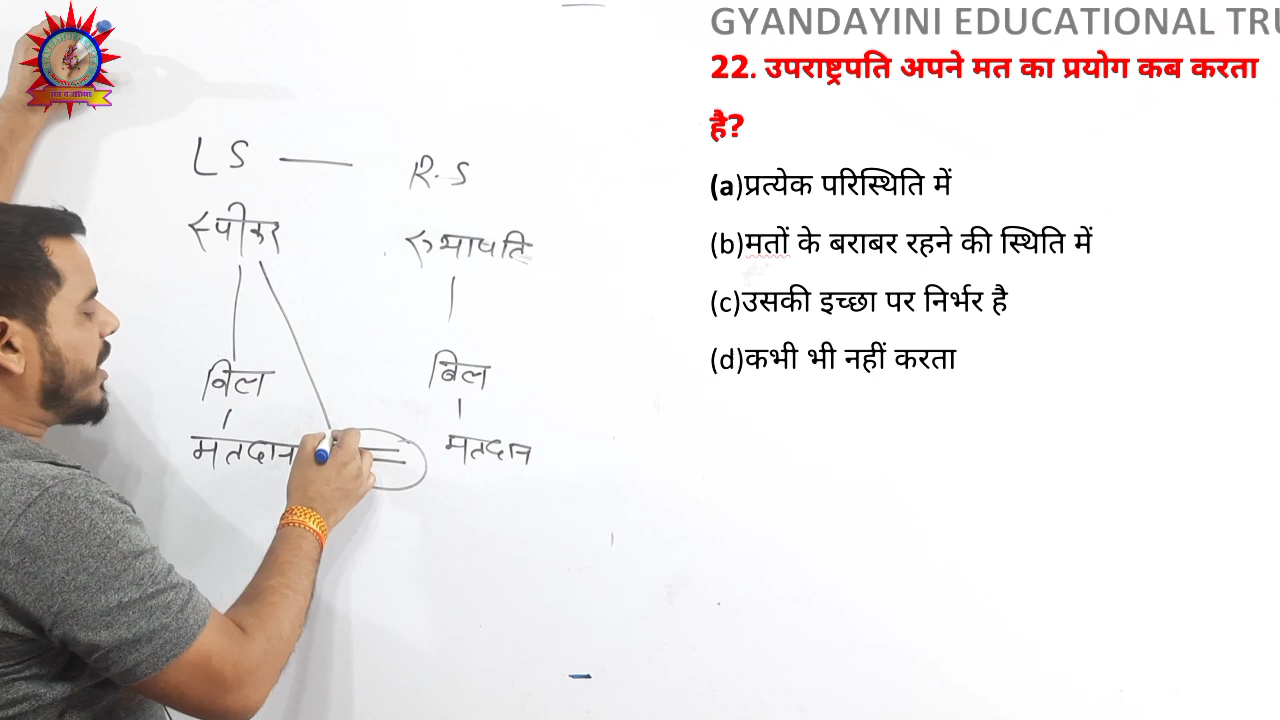 GYANDAYINI EDUCATIONAL TRU
22. उपराष्ट्रपति अपने मत का प्रयोग कब करता
है?
(a)प्रत्येक परिस्थिति में
(b)मतों के बराबर रहने की स्थिति में
(c)उसकी इच्छा पर निर्भर है
(d)कभी भी नहीं करता
LS — R.S
स्पीकर सभापति
बिल बिल
मतदान = मतदान